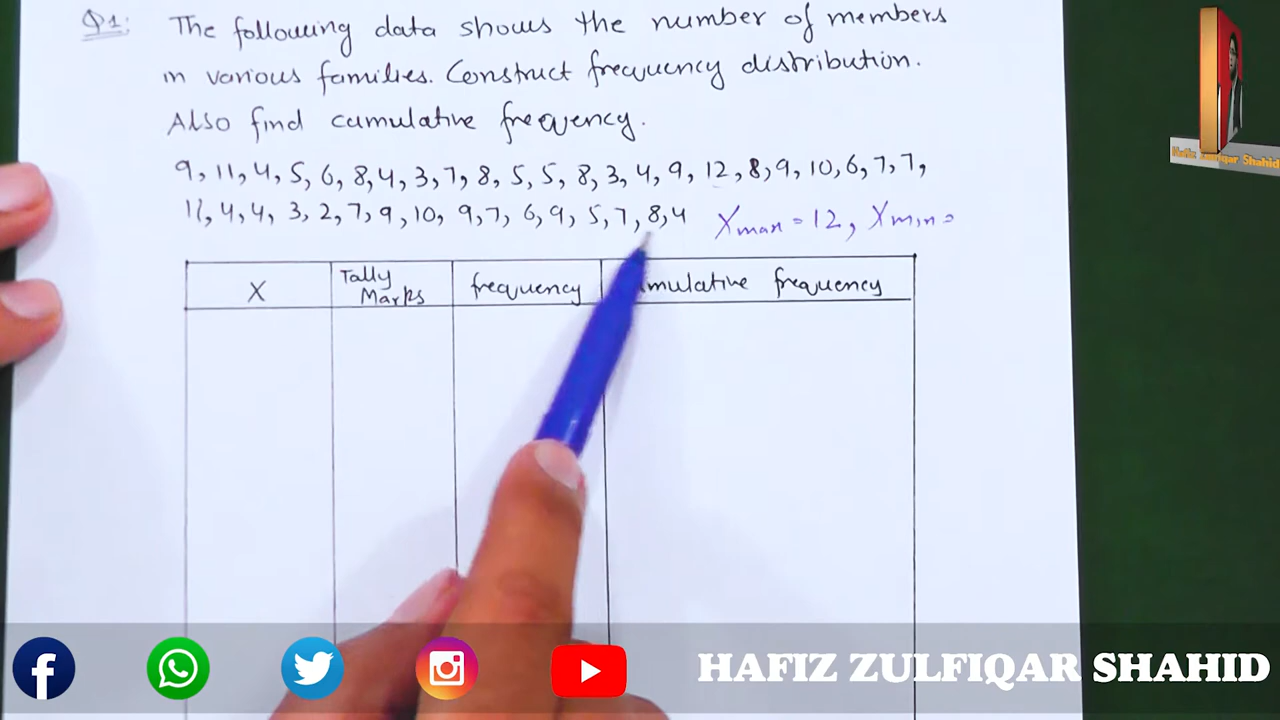 Q1: The following data shows the number of members
in various families. Construct frequency distribution.
Also find cumulative frequency.
9, 11, 4, 5, 6, 8, 4, 3, 7, 8, 5, 5, 8, 3, 4, 9, 12, 8, 9, 10, 6, 7, 7,
11, 4, 4, 3, 2, 7, 9, 10, 9, 7, 6, 9, 5, 7, 8, 4 Xmax = 12, Xmin =
X Tally Marks frequency mulative frequency
Hafiz Zulfiqar Shahid
HAFIZ ZULFIQAR SHAHID